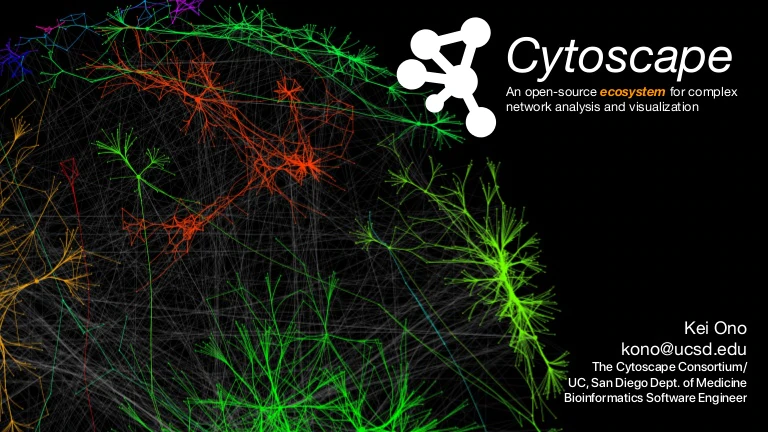 Cytoscape
An open-source ecosystem for complex
network analysis and visualization
Kei Ono
kono@ucsd.edu
The Cytoscape Consortium/
UC, San Diego Dept. of Medicine
Bioinformatics Software Engineer